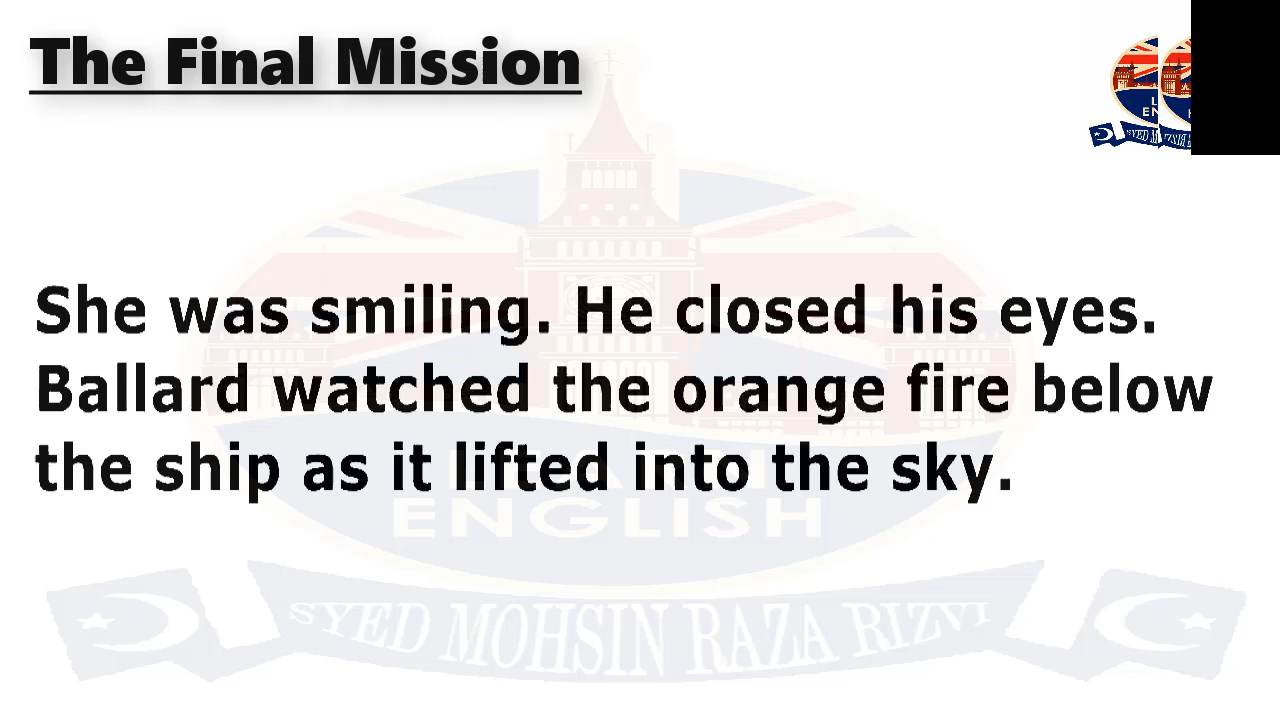 The Final Mission
She was smiling. He closed his eyes.
Ballard watched the orange fire below
the ship as it lifted into the sky.
LEARN
ENGLISH
SYED MOHSIN RAZA RIZVI